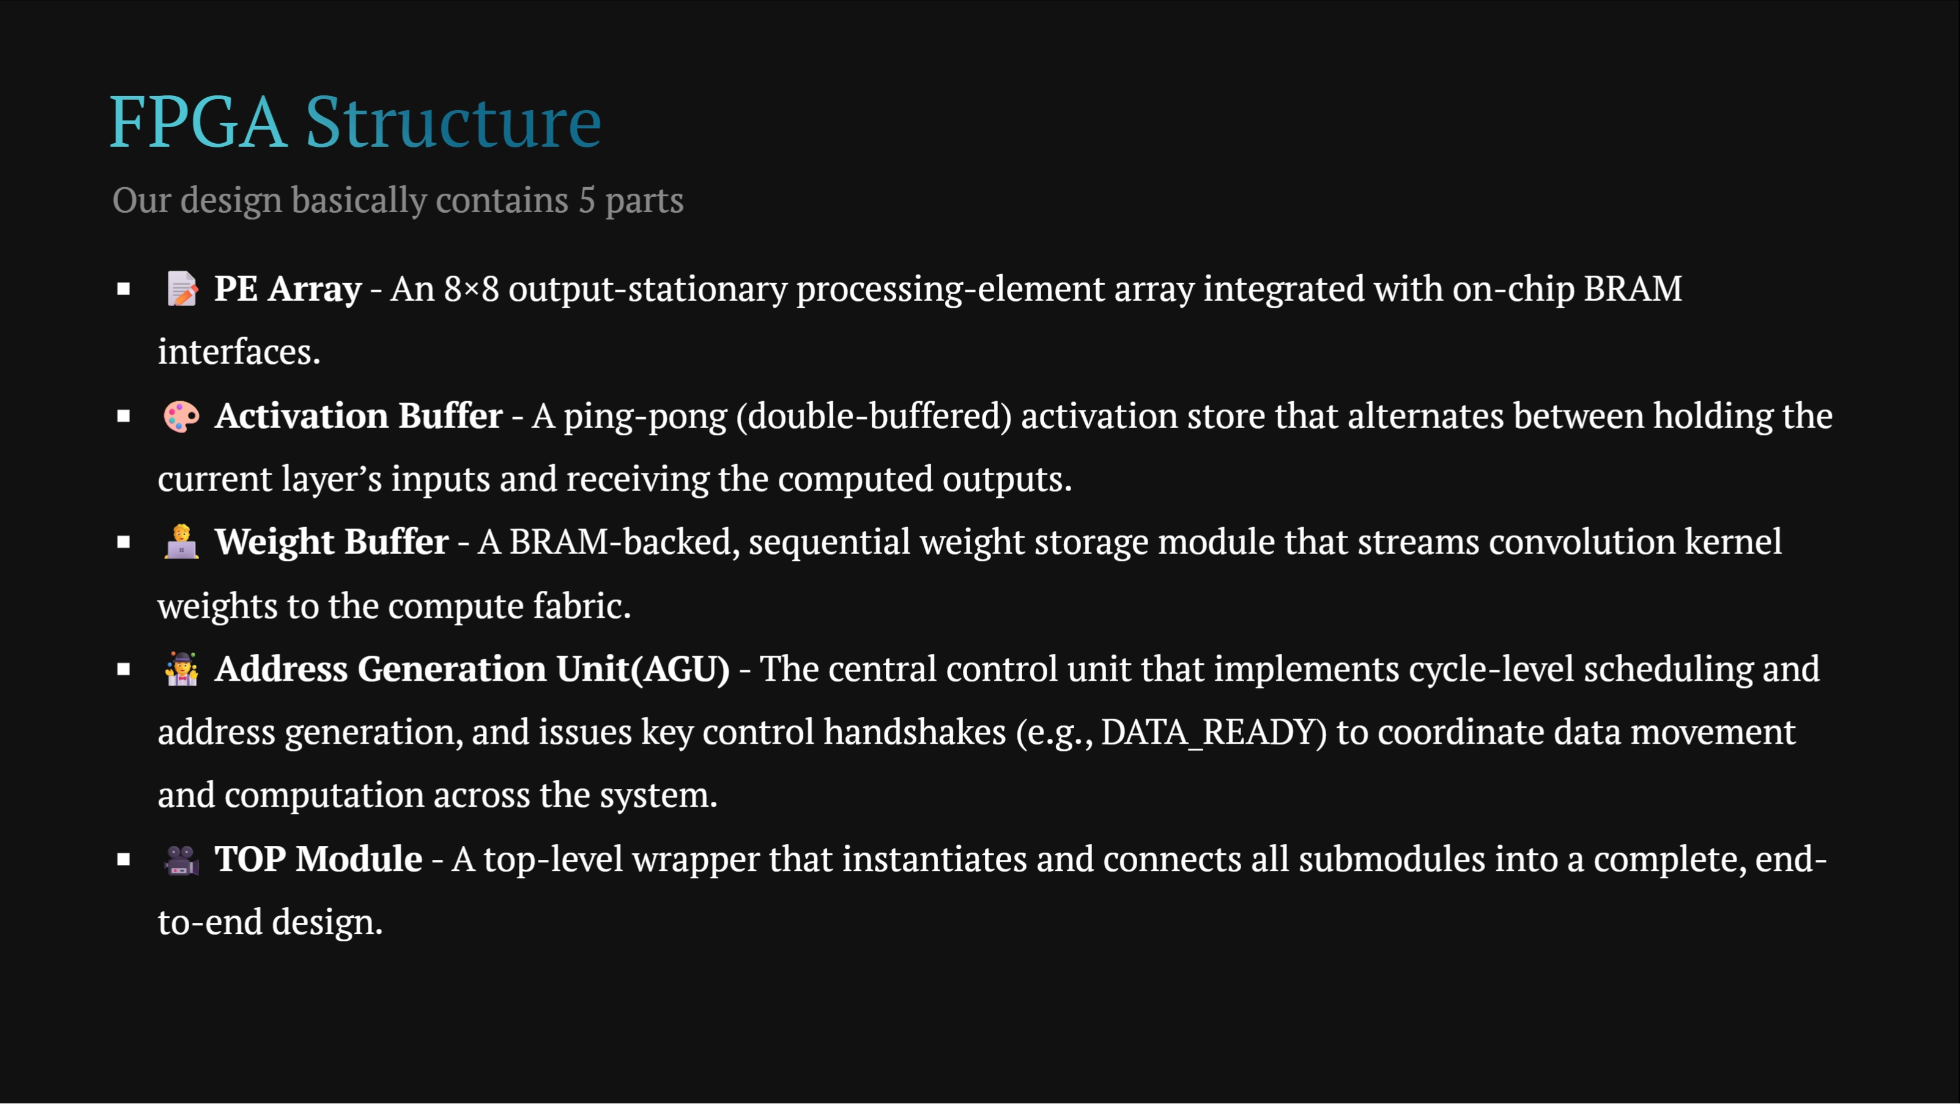 FPGA Structure
Our design basically contains 5 parts
PE Array - An 8×8 output-stationary processing-element array integrated with on-chip BRAM
interfaces.
Activation Buffer - A ping-pong (double-buffered) activation store that alternates between holding the
current layer’s inputs and receiving the computed outputs.
Weight Buffer - A BRAM-backed, sequential weight storage module that streams convolution kernel
weights to the compute fabric.
Address Generation Unit(AGU) - The central control unit that implements cycle-level scheduling and
address generation, and issues key control handshakes (e.g., DATA_READY) to coordinate data movement
and computation across the system.
TOP Module - A top-level wrapper that instantiates and connects all submodules into a complete, end-
to-end design.